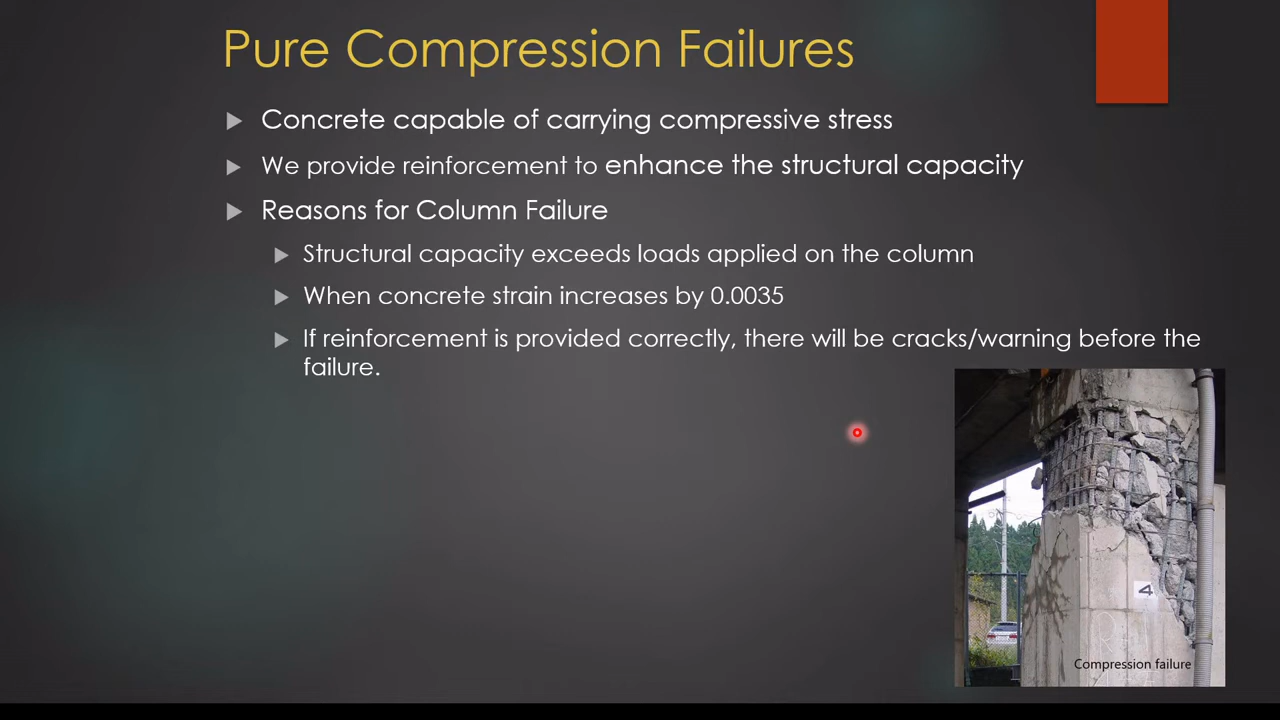 Pure Compression Failures
Concrete capable of carrying compressive stress
We provide reinforcement to enhance the structural capacity
Reasons for Column Failure
Structural capacity exceeds loads applied on the column
When concrete strain increases by 0.0035
If reinforcement is provided correctly, there will be cracks/warning before the
failure.
4
Compression failure